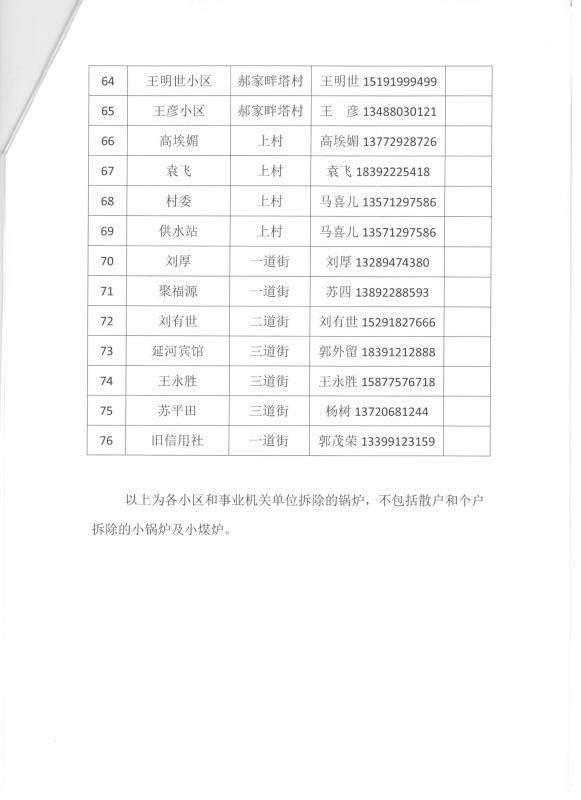 64 王明世小区 郝家畔塔村 王明世 15191999499
65 王彦小区 郝家畔塔村 王　彦 13488030121
66 高埃媚 上村 高埃媚 13772928726
67 袁飞 上村 袁飞 18392225418
68 村委 上村 马喜儿 13571297586
69 供水站 上村 马喜儿 13571297586
70 刘厚 一道街 刘厚 13289474380
71 聚福源 一道街 苏四 13892288593
72 刘有世 二道街 刘有世 15291827666
73 延河宾馆 三道街 郭外留 18391212888
74 王永胜 三道街 王永胜 15877576718
75 苏平田 三道街 杨树 13720681244
76 旧信用社 一道街 郭茂荣 13399123159
以上为各小区和事业机关单位拆除的锅炉，不包括散户和个户
拆除的小锅炉及小煤炉。